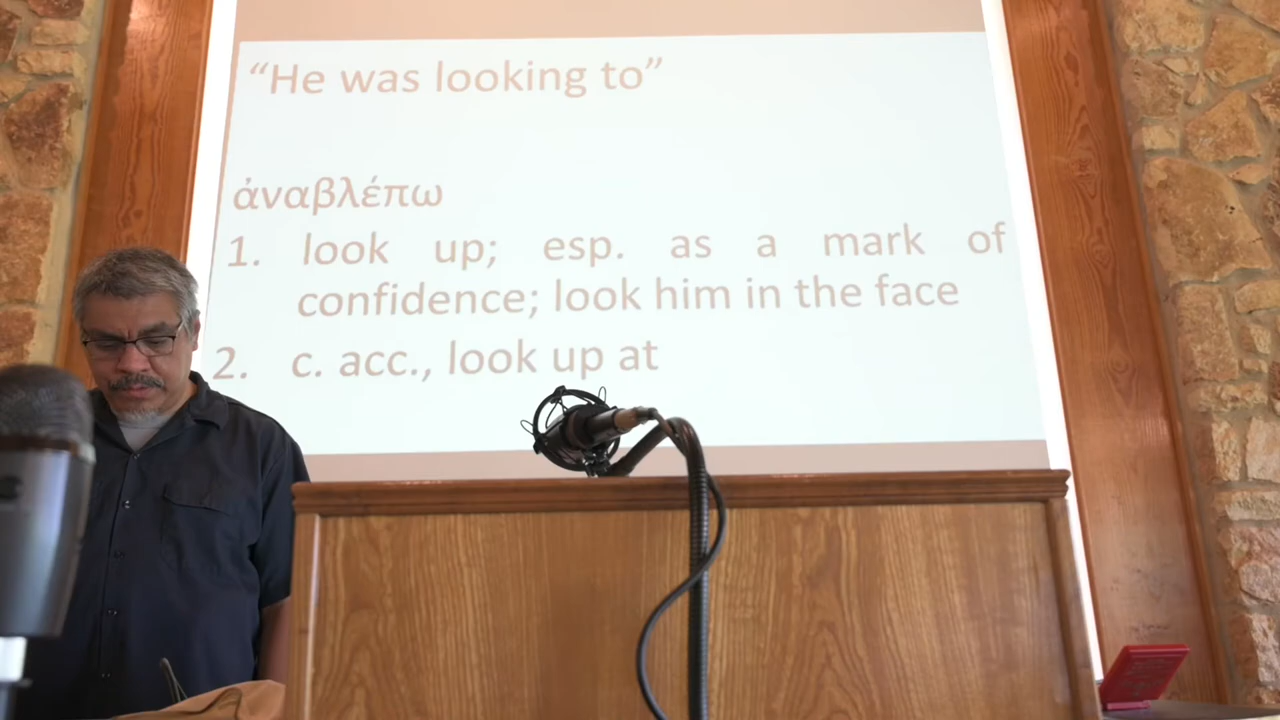 “He was looking to”
ἀναβλέπω
1. look up; esp. as a mark of
confidence; look him in the face
2. c. acc., look up at